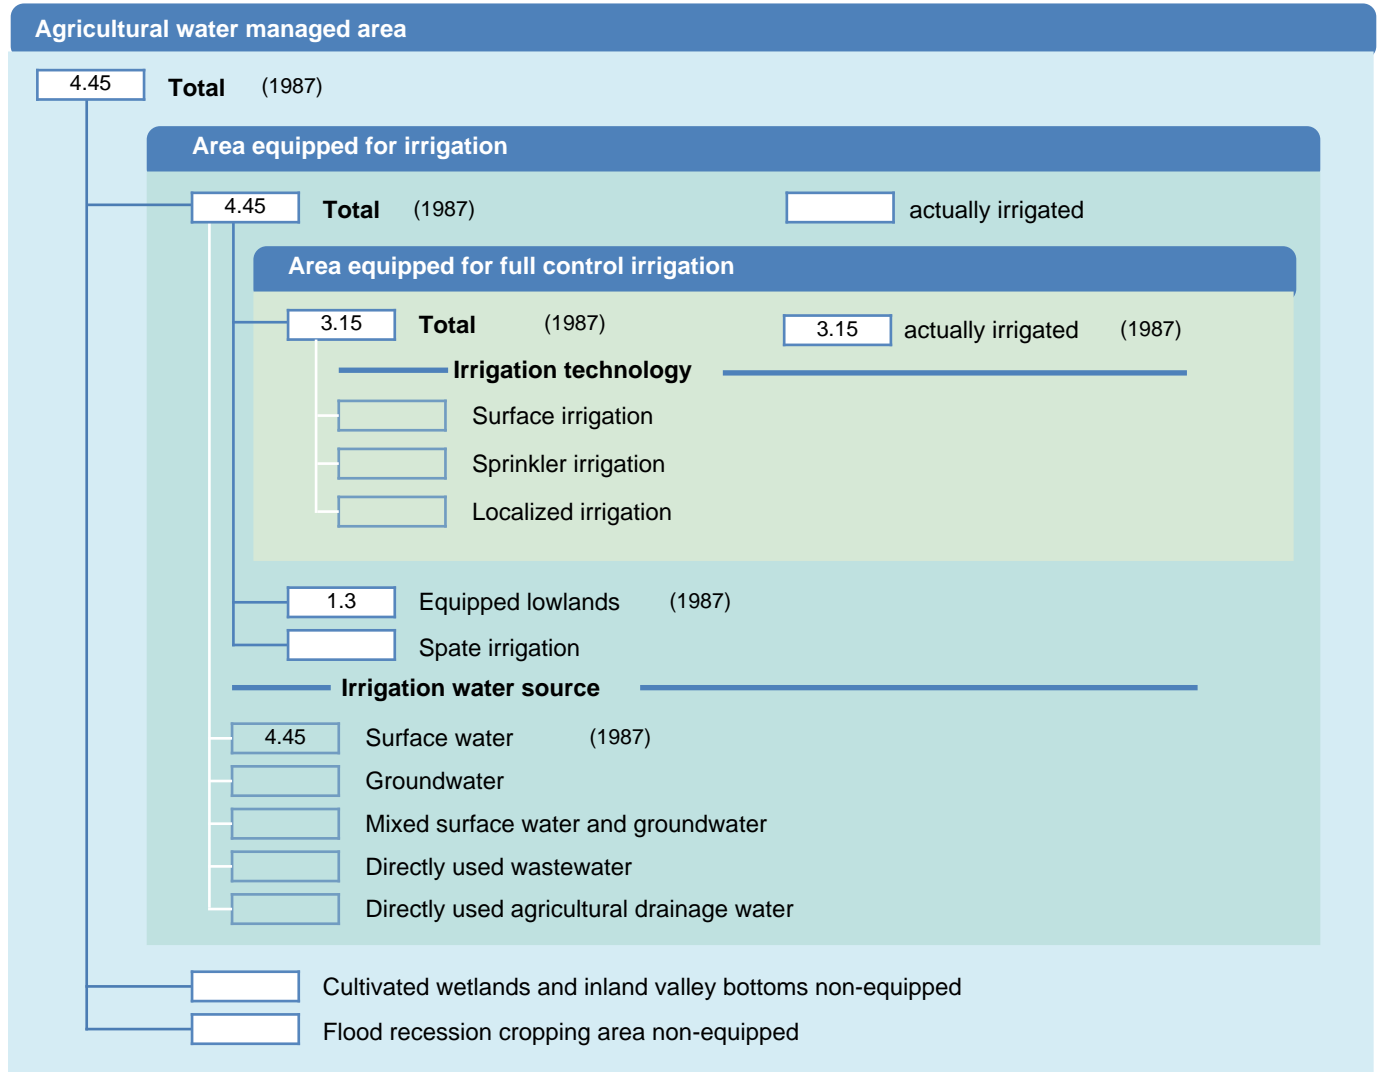 Agricultural water managed area
4.45 Total (1987)
Area equipped for irrigation
4.45 Total (1987) actually irrigated
Area equipped for full control irrigation
3.15 Total (1987) 3.15 actually irrigated (1987)
Irrigation technology
Surface irrigation
Sprinkler irrigation
Localized irrigation
1.3 Equipped lowlands (1987)
Spate irrigation
Irrigation water source
4.45 Surface water (1987)
Groundwater
Mixed surface water and groundwater
Directly used wastewater
Directly used agricultural drainage water
Cultivated wetlands and inland valley bottoms non-equipped
Flood recession cropping area non-equipped